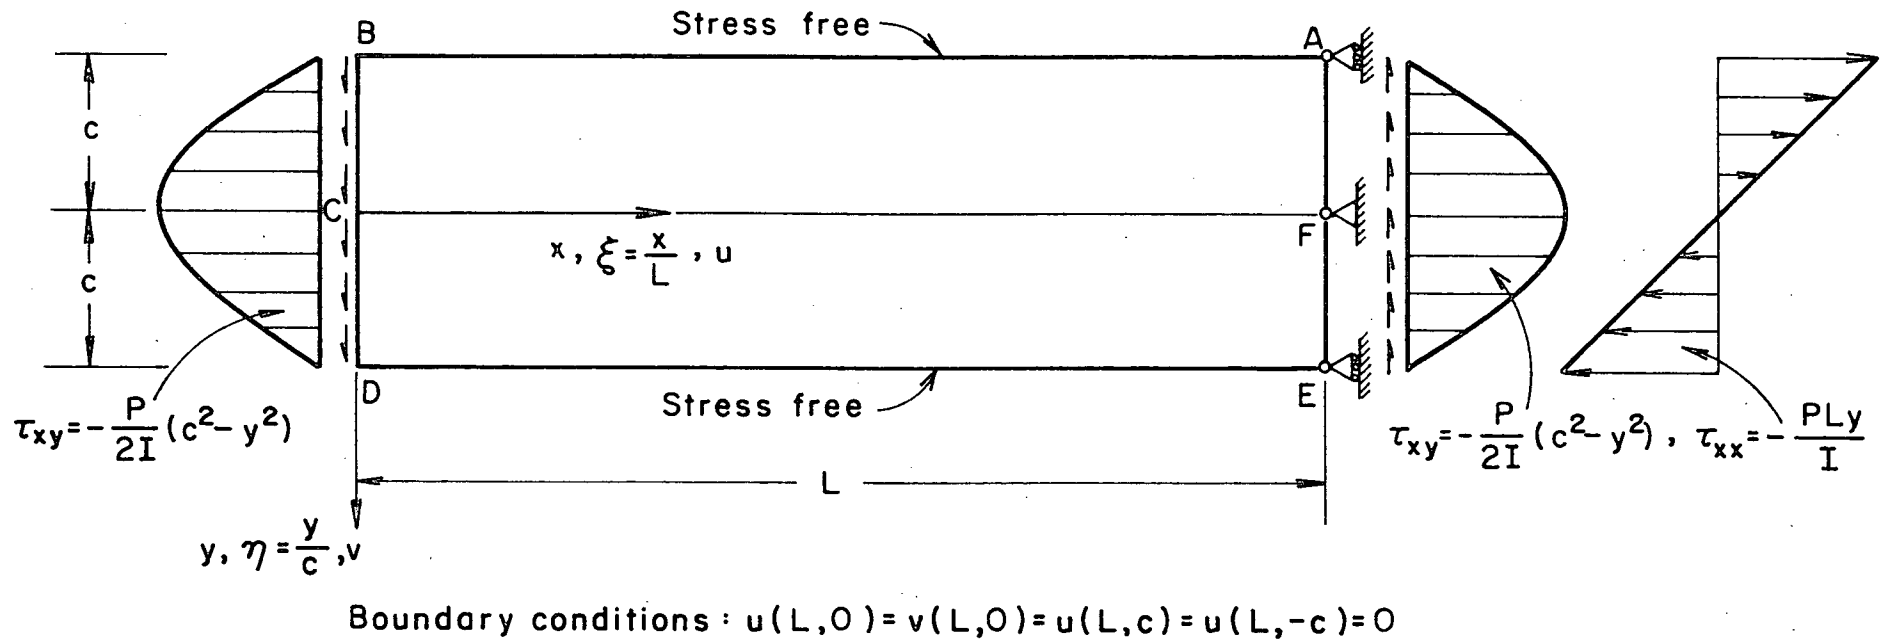 Stress free
B
A
c
C
F
x, ξ = x/L, u
c
D
E
Stress free
τxy = - P/2I (c² - y²)
τxy = - P/2I (c² - y²), τxx = - PLy/I
L
y, η = y/c, v
Boundary conditions : u(L,0) = v(L,0) = u(L,c) = u(L,-c) = 0